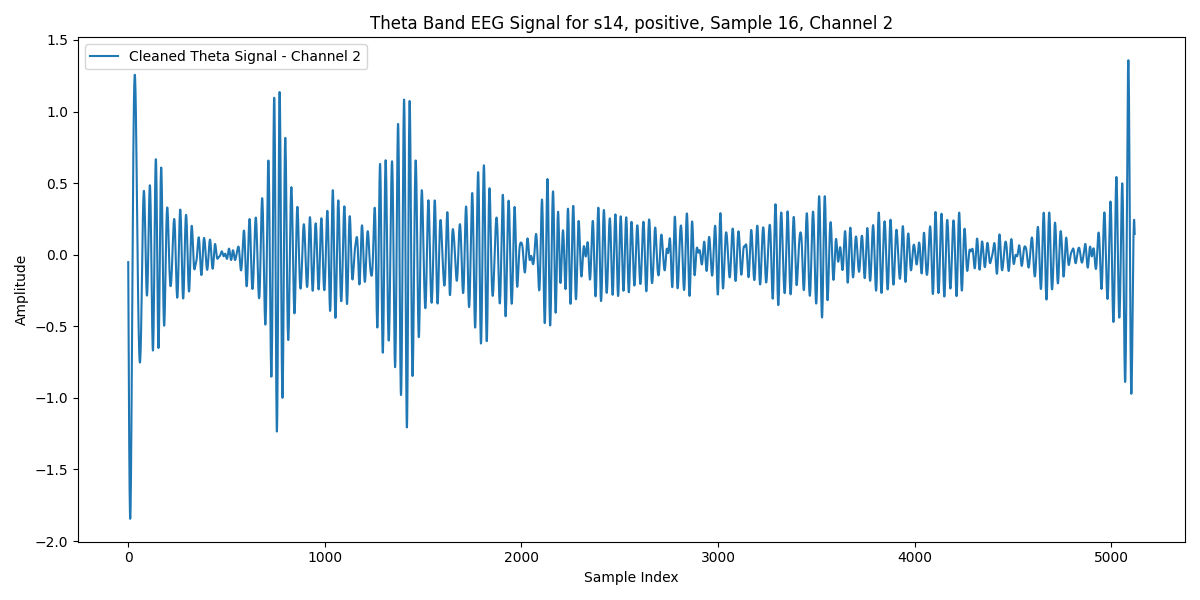 Theta Band EEG Signal for s14, positive, Sample 16, Channel 2
Cleaned Theta Signal - Channel 2
1.5
1.0
0.5
0.0
−0.5
−1.0
−1.5
−2.0
Amplitude
0 1000 2000 3000 4000 5000
Sample Index